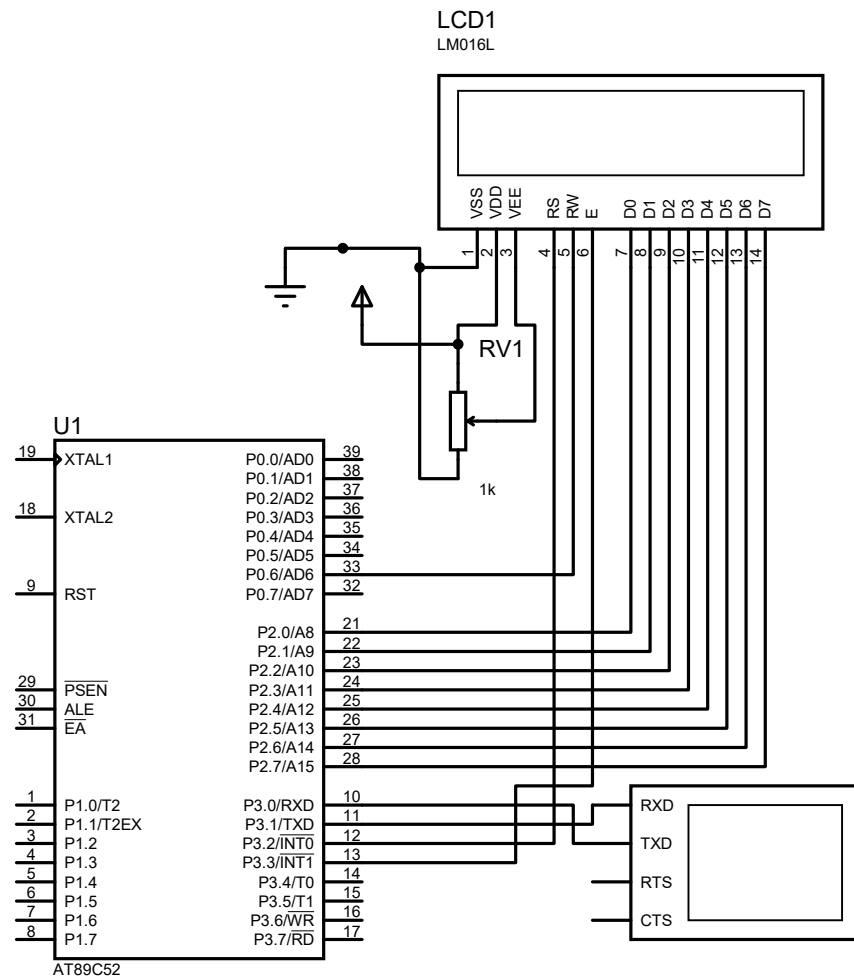 LCD1
LM016L
VSS
VDD
VEE
RS
RW
E
D0
D1
D2
D3
D4
D5
D6
D7
1
2
3
4
5
6
7
8
9
10
11
12
13
14
RV1
1k
U1
19 XTAL1 P0.0/AD0 39
P0.1/AD1 38
P0.2/AD2 37
18 XTAL2 P0.3/AD3 36
P0.4/AD4 35
P0.5/AD5 34
P0.6/AD6 33
9 RST P0.7/AD7 32
P2.0/A8 21
P2.1/A9 22
P2.2/A10 23
29 PSEN P2.3/A11 24
30 ALE P2.4/A12 25
31 EA P2.5/A13 26
P2.6/A14 27
P2.7/A15 28
1 P1.0/T2 P3.0/RXD 10
2 P1.1/T2EX P3.1/TXD 11
3 P1.2 P3.2/INT0 12
4 P1.3 P3.3/INT1 13
5 P1.4 P3.4/T0 14
6 P1.5 P3.5/T1 15
7 P1.6 P3.6/WR 16
8 P1.7 P3.7/RD 17
AT89C52
RXD
TXD
RTS
CTS